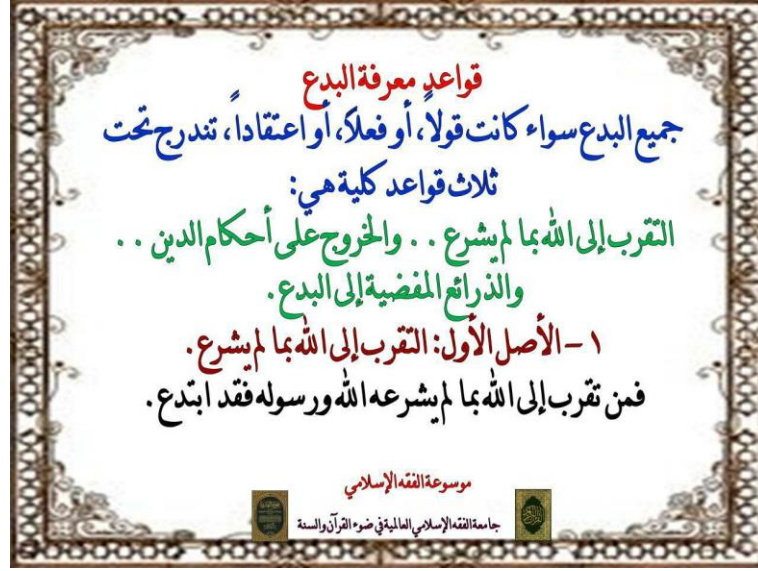 قواعد معرفة البدع
جميع البدع سواء كانت قولاً، أو فعلاً، أو اعتقاداً، تندرج تحت
ثلاث قواعد كلية هي:
التقرب إلى الله بما لم يشرع . . والخروج على أحكام الدين . .
والذرائع المفضية إلى البدع.
١ – الأصل الأول: التقرب إلى الله بما لم يشرع.
فمن تقرب إلى الله بما لم يشرعه الله ورسوله فقد ابتدع.
موسوعة الفقه الإسلامي
جامعة الفقه الإسلامي العالمية في ضوء القرآن والسنة